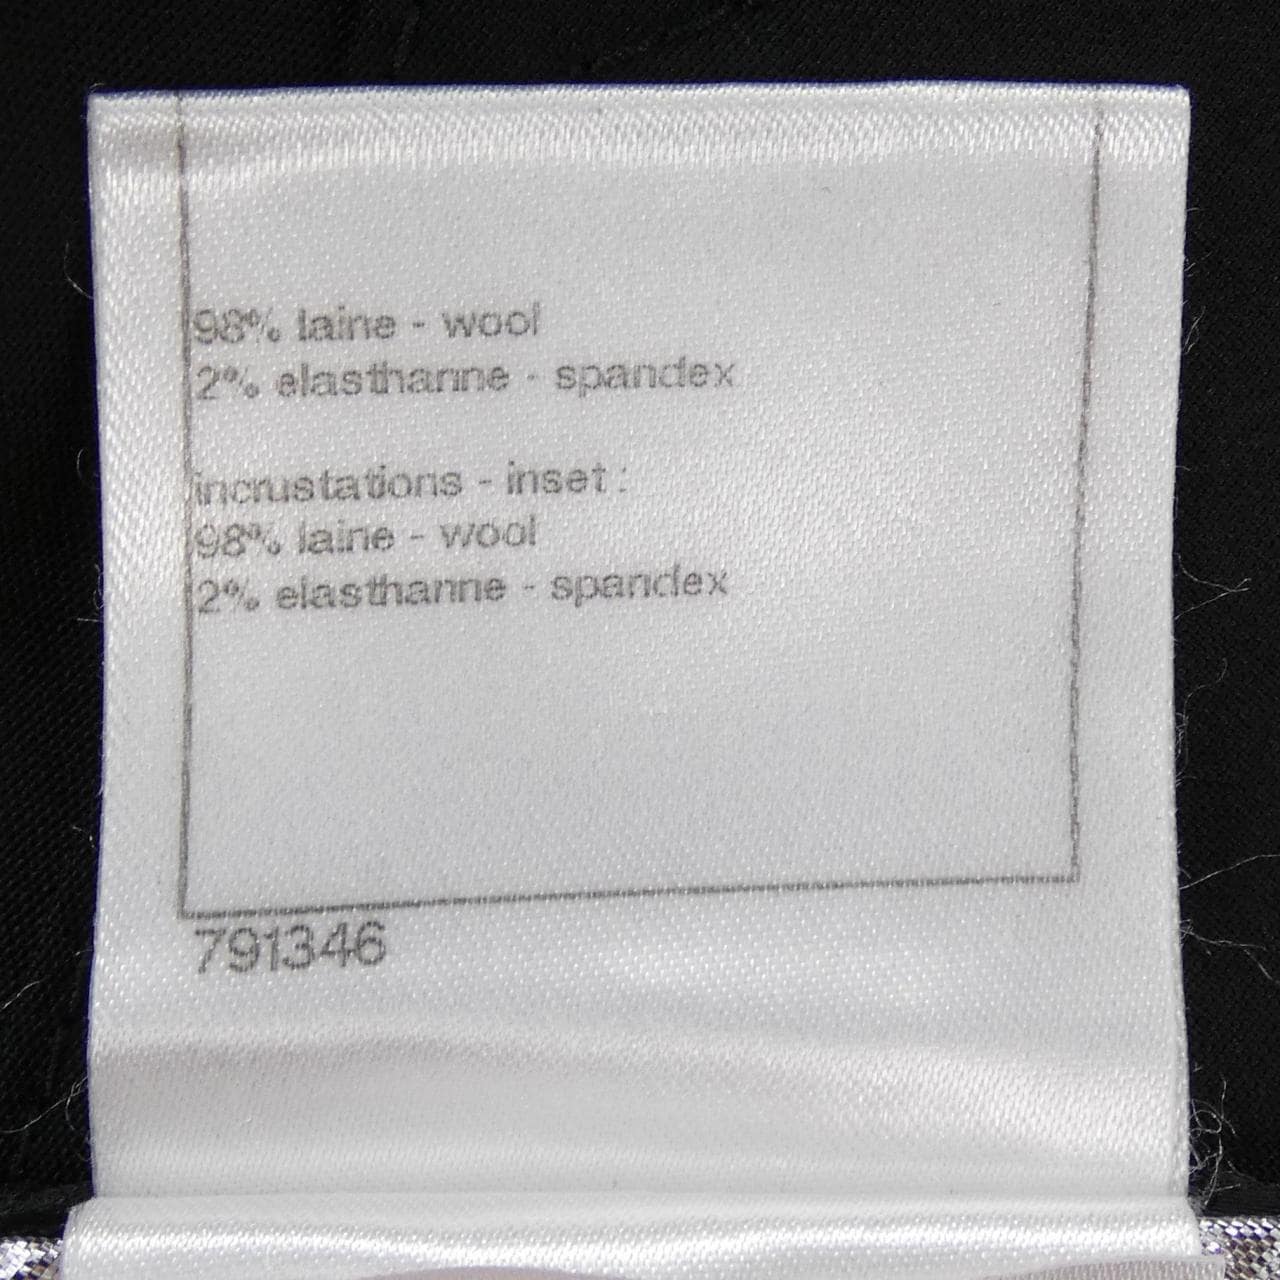 98% laine - wool
2% elasthanne - spandex
incrustations - inset :
98% laine - wool
2% elasthanne - spandex
791346